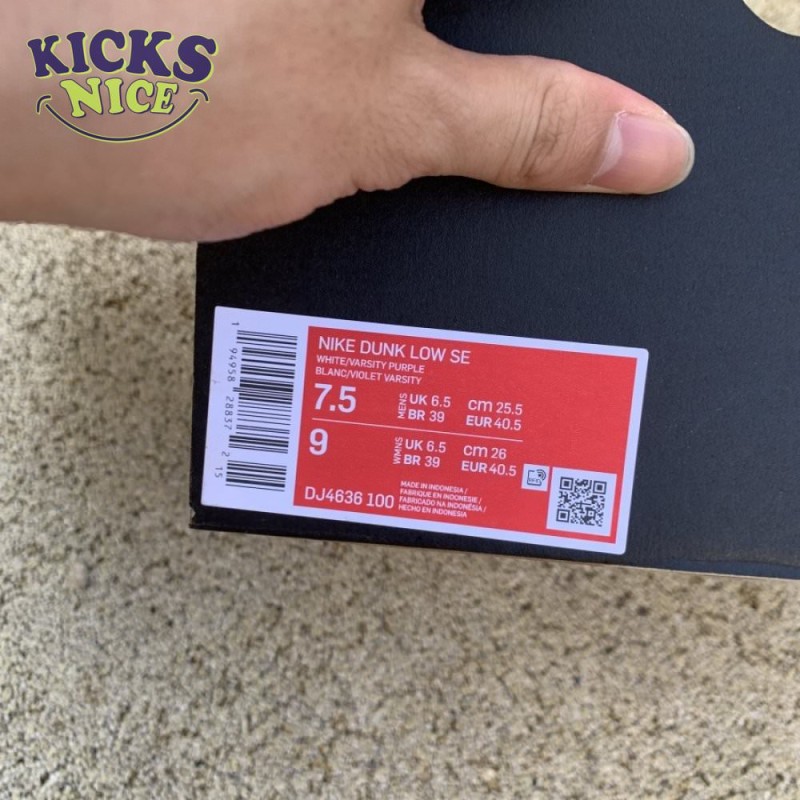 KICKS
NICE
NIKE DUNK LOW SE
WHITE/VARSITY PURPLE
BLANC/VIOLET VARSITY
7.5 MENS UK 6.5 cm 25.5
BR 39 EUR 40.5
9 WMNS UK 6.5 cm 26
BR 39 EUR 40.5
DJ4636 100
MADE IN INDONESIA /
FABRIQUE EN INDONESIE /
FABRICADO NA INDONÉSIA /
HECHO EN INDONESIA
1 94958 28837 2 15